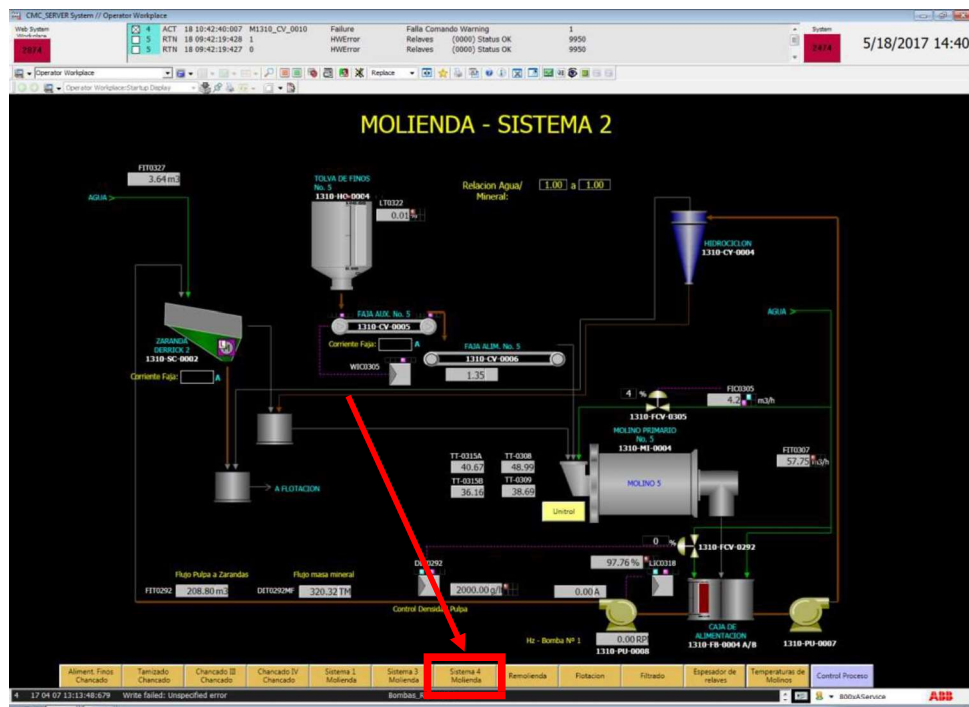 CMC_SERVER System // Operator Workplace
Web System
Workplace
2974
4 ACT 18 10:42:40:007 M1310_CV_0010 Failure Falla Comando Warning 1
5 RTN 18 09:42:19:428 1 HWError Relaves (0000) Status OK 9950
5 RTN 18 09:42:19:427 0 HWError Relaves (0000) Status OK 9950
System
2474
5/18/2017 14:40
Operator Workplace
Replace
Operator Workplace:Startup Display
MOLIENDA - SISTEMA 2
FIT0327
3.64 m3
AGUA >
TOLVA DE FINOS
No. 5
1310-HO-0004
LT0322
0.01 %
Relacion Agua/
Mineral:
1.00 a 1.00
HIDROCICLON
1310-CY-0004
AGUA >
FAJA AUX. No. 5
1310-CV-0005
Corriente Faja: A
FAJA ALIM. No. 5
1310-CV-0006
1.35
WIC0305
ZARANDA
DERRICK 2
1310-SC-0002
Corriente Faja: A
4 %
FIC0305
4.2 m3/h
1310-FCV-0305
MOLINO PRIMARIO
No. 5
1310-MI-0004
FIT0307
57.75 m3/h
TT-0315A
40.67
TT-0308
48.99
TT-0315B
36.16
TT-0309
38.69
MOLINO 5
Unitrol
> A FLOTACION
0 %
1310-FCV-0292
97.76 %
LIC0318
DIT0292
2000.00 g/l
0.00 A
Control Densidad Pulpa
Flujo Pulpa a Zarandas
FIT0292 208.80 m3
Flujo masa mineral
DIT0292MF 320.32 TM
Hz - Bomba Nº 1 0.00 RPM
1310-PU-0008
CAJA DE
ALIMENTACION
1310-FB-0004 A/B
1310-PU-0007
Aliment. Finos
Chancado
Tamizado
Chancado
Chancado III
Chancado
Chancado IV
Chancado
Sistema 1
Molienda
Sistema 3
Molienda
Sistema 4
Molienda
Remolienda
Flotacion
Filtrado
Espesador de
relaves
Temperaturas de
Molinos
Control Proceso
4 17 04 07 13:13:48:679 Write failed: Unspecified error
800xAService
ABB